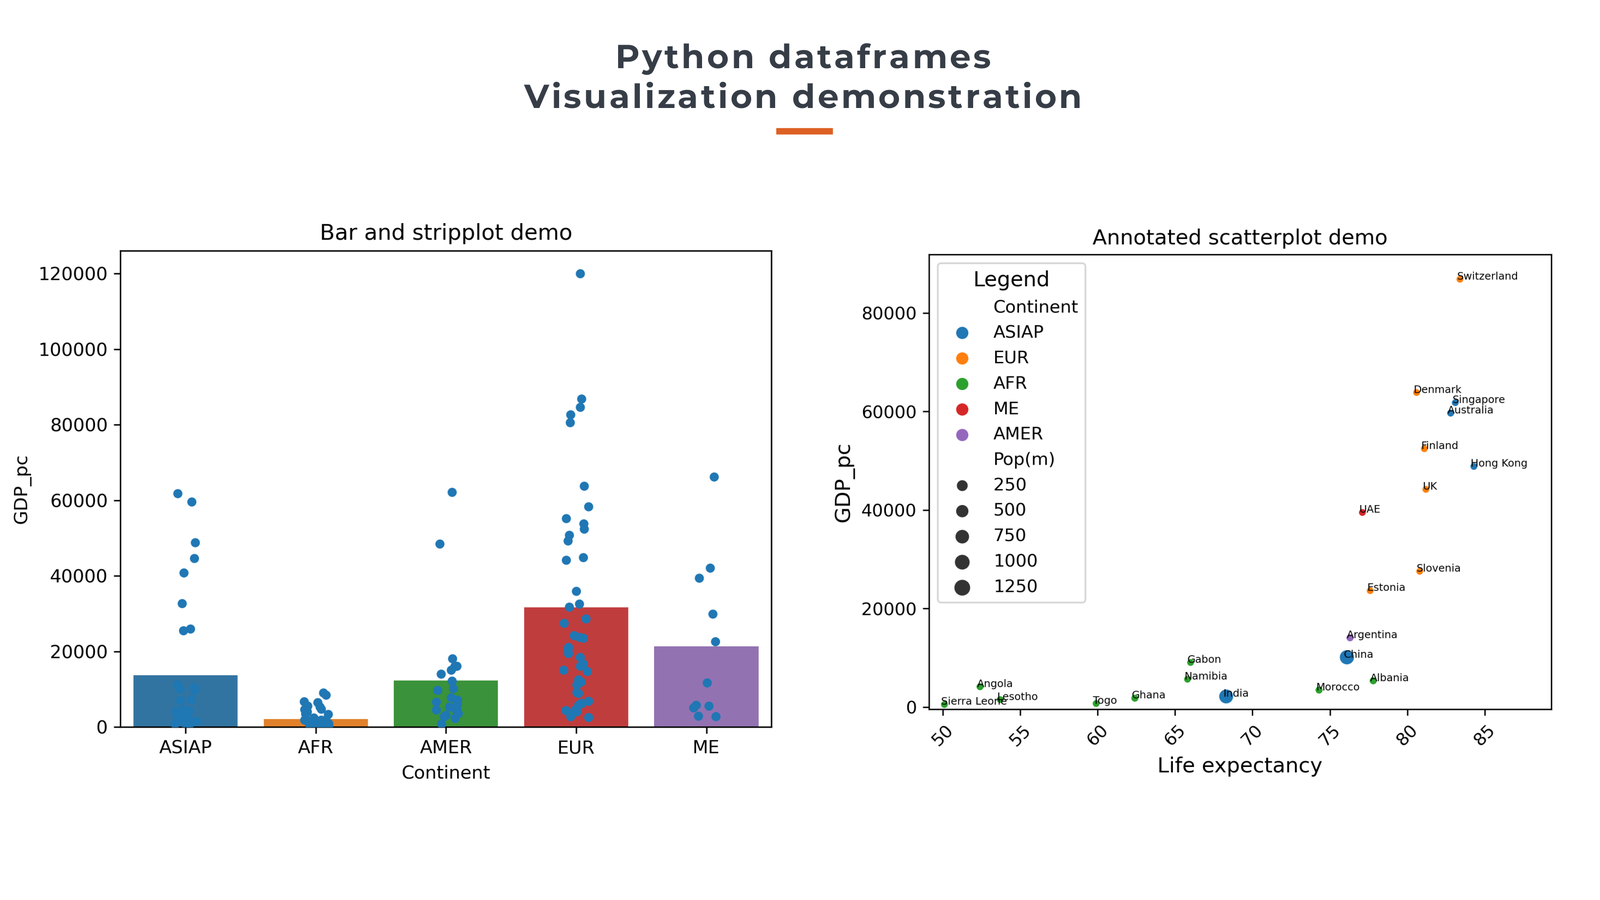 Python dataframes
Visualization demonstration
Bar and stripplot demo
120000
100000
80000
60000
40000
20000
0
GDP_pc
ASIAP AFR AMER EUR ME
Continent
Annotated scatterplot demo
Legend
Continent
ASIAP
EUR
AFR
ME
AMER
Pop(m)
250
500
750
1000
1250
80000
60000
40000
20000
0
GDP_pc
Switzerland
Denmark
Singapore
Australia
Finland
Hong Kong
UK
UAE
Slovenia
Estonia
Argentina
China
Gabon
Namibia
Albania
Angola
Morocco
India
Ghana
Lesotho
Togo
Sierra Leone
50 55 60 65 70 75 80 85
Life expectancy